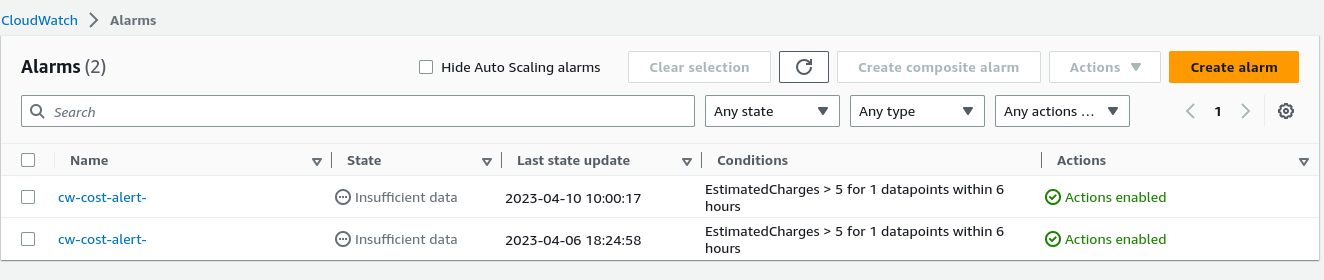 CloudWatch > Alarms
Alarms (2)
Hide Auto Scaling alarms
Clear selection
Create composite alarm
Actions
Create alarm
Search
Any state
Any type
Any actions ...
1
Name State Last state update Conditions Actions
cw-cost-alert- Insufficient data 2023-04-10 10:00:17 EstimatedCharges > 5 for 1 datapoints within 6
hours
Actions enabled
cw-cost-alert- Insufficient data 2023-04-06 18:24:58 EstimatedCharges > 5 for 1 datapoints within 6
hours
Actions enabled